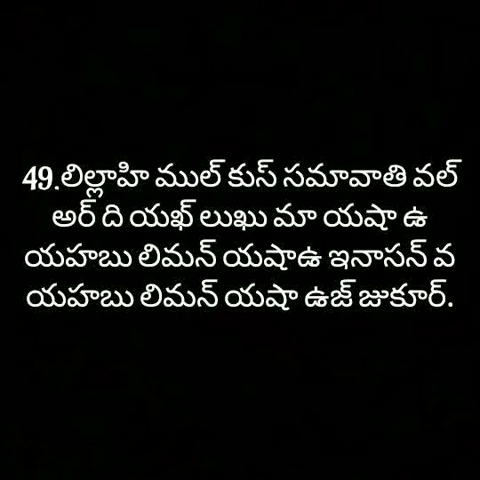 49.లిల్లాహి ముల్ కుస్ సమావాతి వల్
అర్ ది యఖ్ లుఖు మా యషా ఉ
యహబు లిమన్ యషాఉ ఇనాసన్ వ
యహబు లిమన్ యషా ఉజ్ జుకూర్.